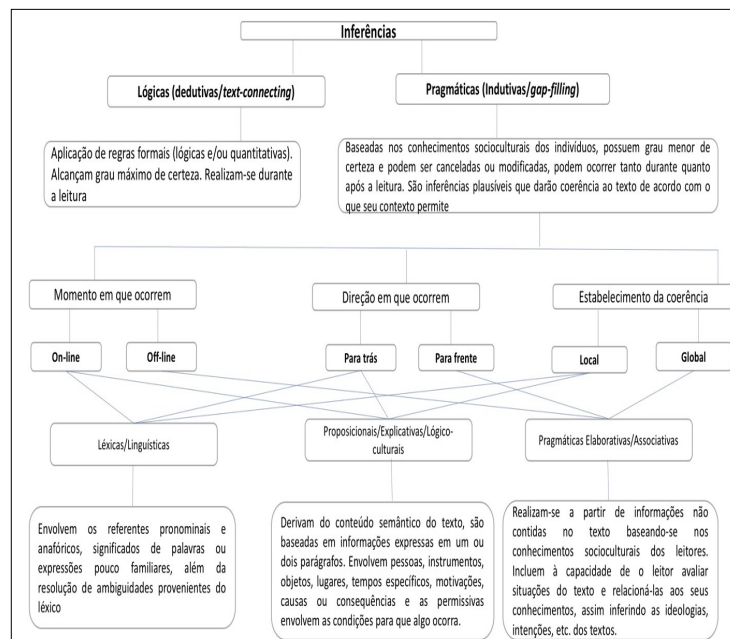 Inferências
Lógicas (dedutivas/text-connecting)
Pragmáticas (Indutivas/gap-filling)
Aplicação de regras formais (lógicas e/ou quantitativas).
Alcançam grau máximo de certeza. Realizam-se durante
a leitura
Baseadas nos conhecimentos socioculturais dos indivíduos, possuem grau menor de
certeza e podem ser canceladas ou modificadas, podem ocorrer tanto durante quanto
após a leitura. São inferências plausíveis que darão coerência ao texto de acordo com o
que seu contexto permite
Momento em que ocorrem
Direção em que ocorrem
Estabelecimento da coerência
On-line
Off-line
Para trás
Para frente
Local
Global
Léxicas/Linguísticas
Proposicionais/Explicativas/Lógico-
culturais
Pragmáticas Elaborativas/Associativas
Envolvem os referentes pronominais e
anafóricos, significados de palavras ou
expressões pouco familiares, além da
resolução de ambiguidades provenientes do
léxico
Derivam do conteúdo semântico do texto, são
baseadas em informações expressas em um ou
dois parágrafos. Envolvem pessoas, instrumentos,
objetos, lugares, tempos específicos, motivações,
causas ou consequências e as permissivas
envolvem as condições para que algo ocorra.
Realizam-se a partir de informações não
contidas no texto baseando-se nos
conhecimentos socioculturais dos leitores.
Incluem à capacidade de o leitor avaliar
situações do texto e relacioná-las aos seus
conhecimentos, assim inferindo as ideologias,
intenções, etc. dos textos.